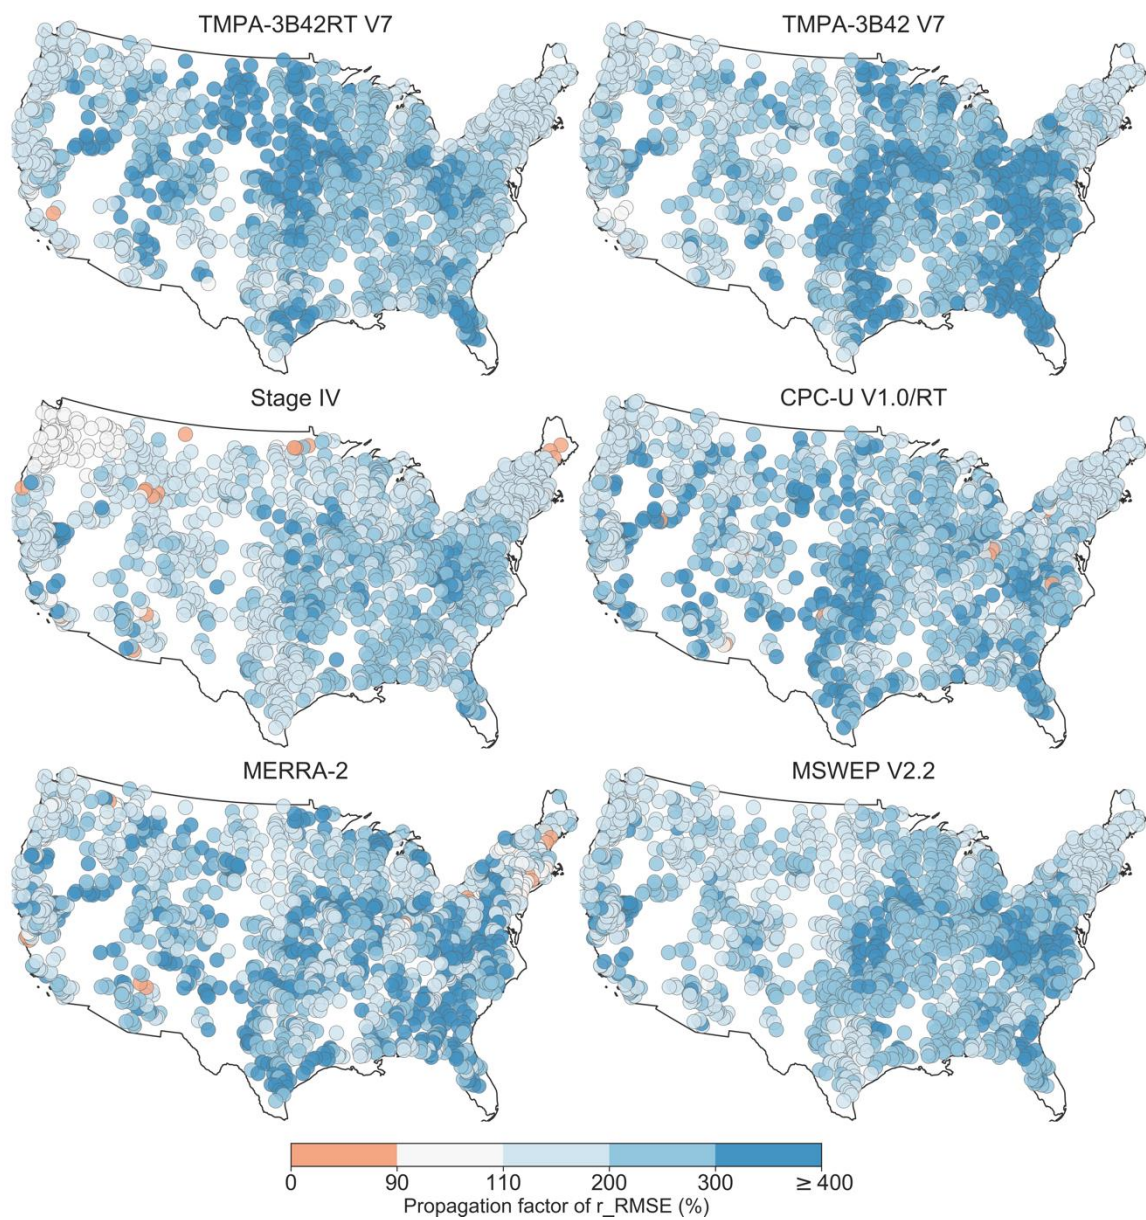 TMPA-3B42RT V7
TMPA-3B42 V7
Stage IV
CPC-U V1.0/RT
MERRA-2
MSWEP V2.2
0 90 110 200 300 ≥ 400
Propagation factor of r_RMSE (%)